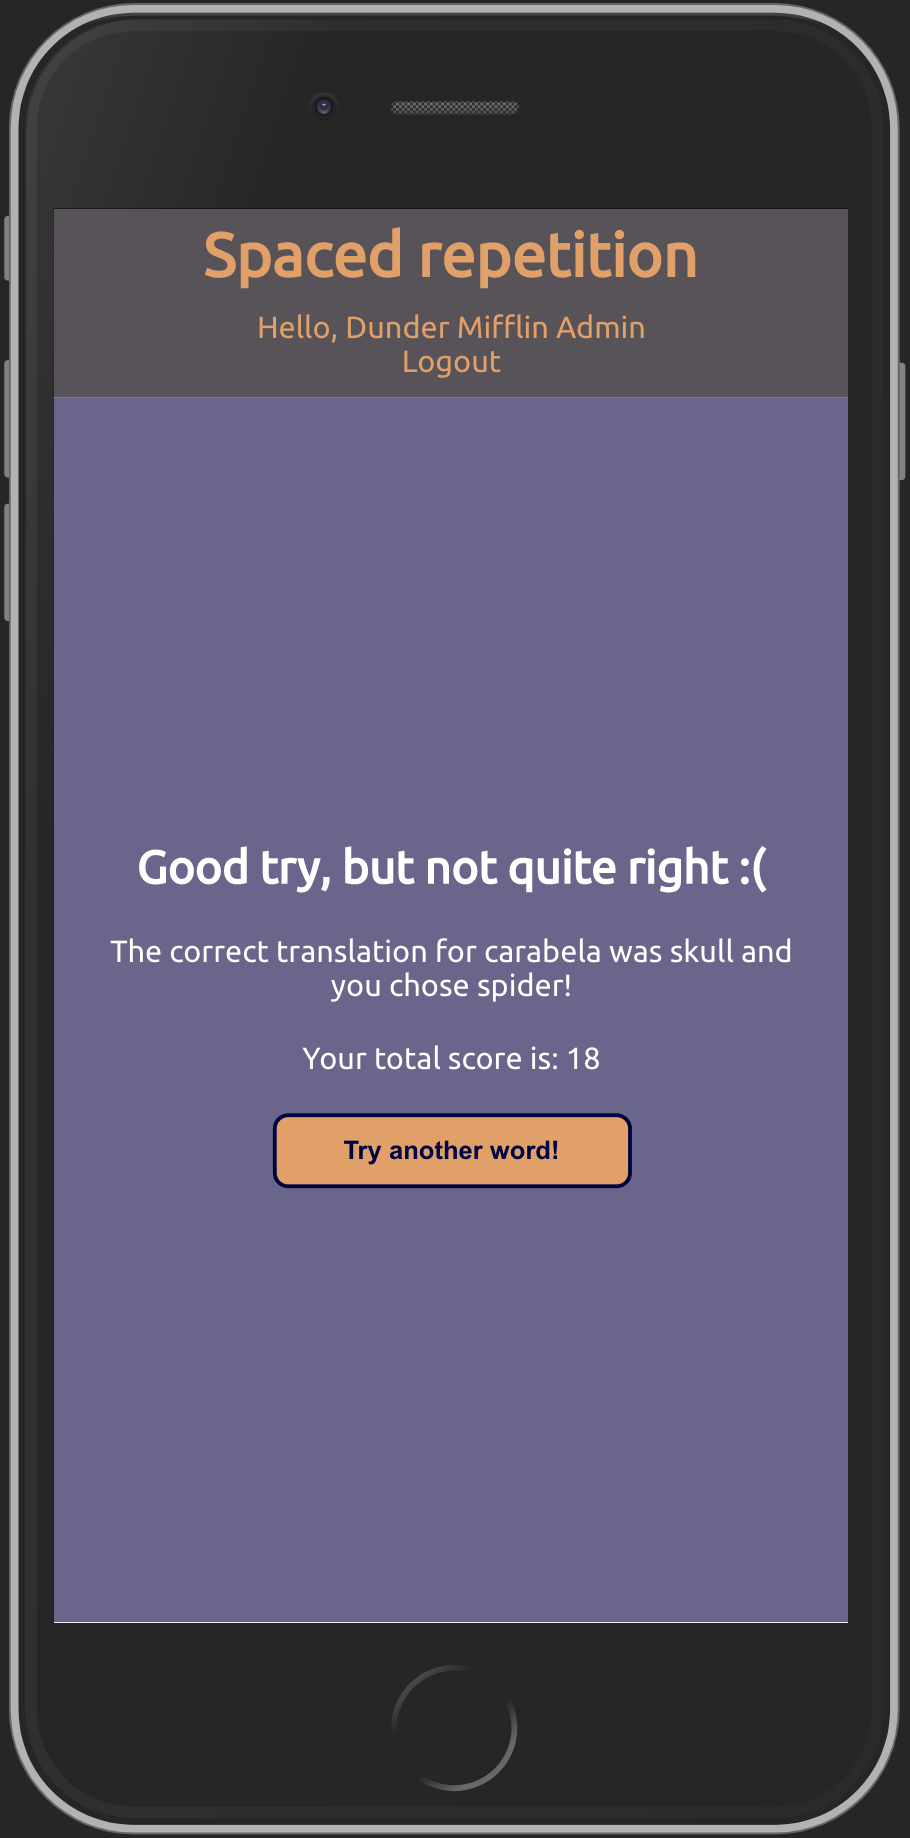 Spaced repetition
Hello, Dunder Mifflin Admin
Logout
Good try, but not quite right :(
The correct translation for carabela was skull and
you chose spider!
Your total score is: 18
Try another word!